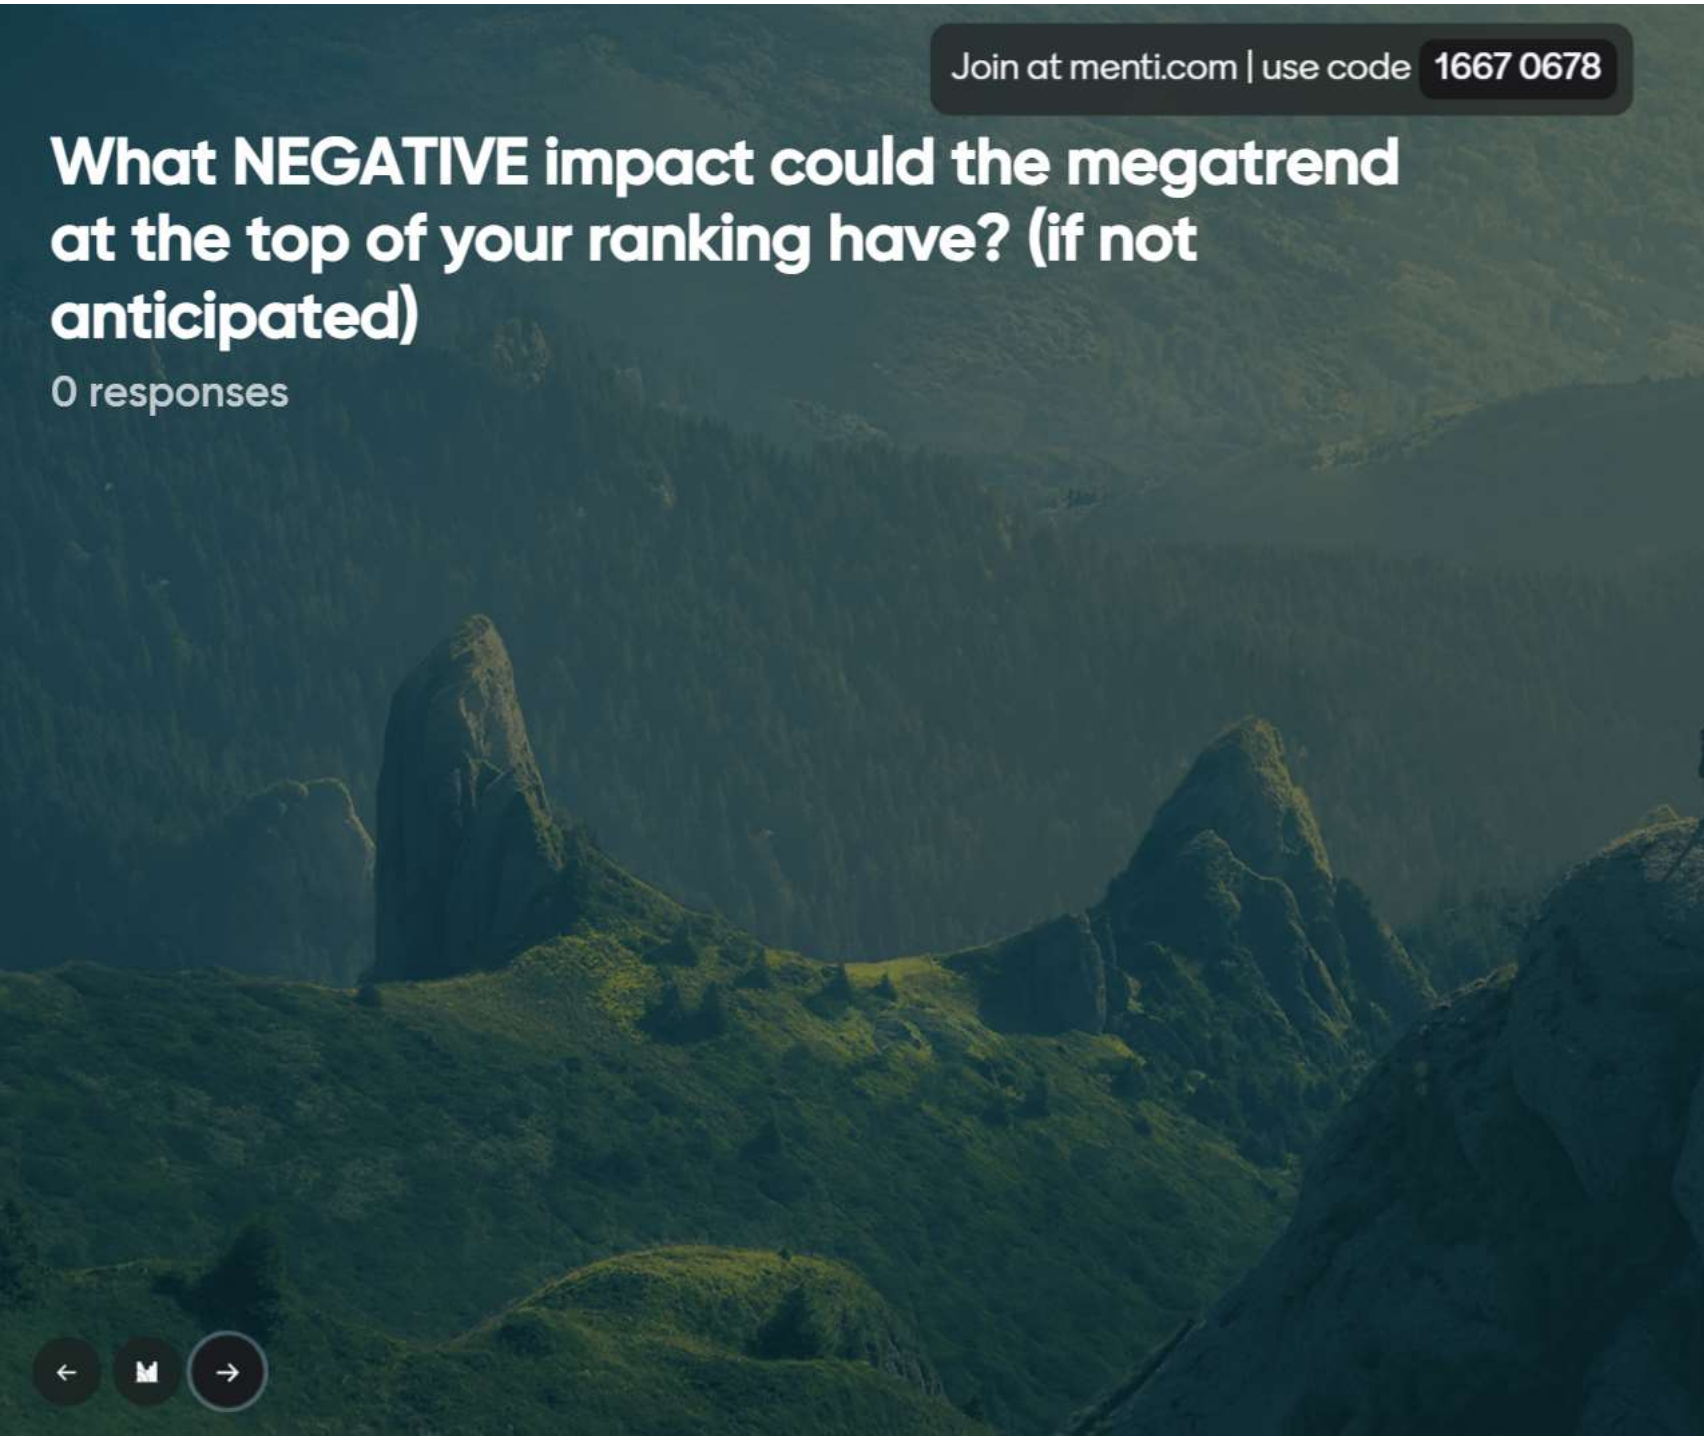 Join at menti.com | use code 1667 0678
What NEGATIVE impact could the megatrend
at the top of your ranking have? (if not
anticipated)
0 responses